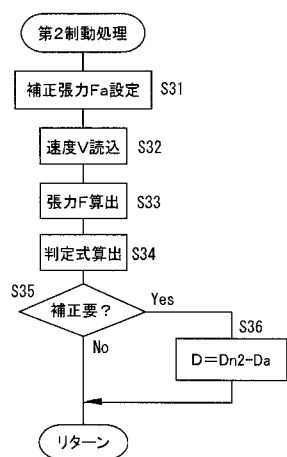 第2制動処理
補正張力Fa設定 S31
速度V読込 S32
張力F算出 S33
判定式算出 S34
S35
補正要？ Yes
No
S36
D＝Dn2-Da
リターン